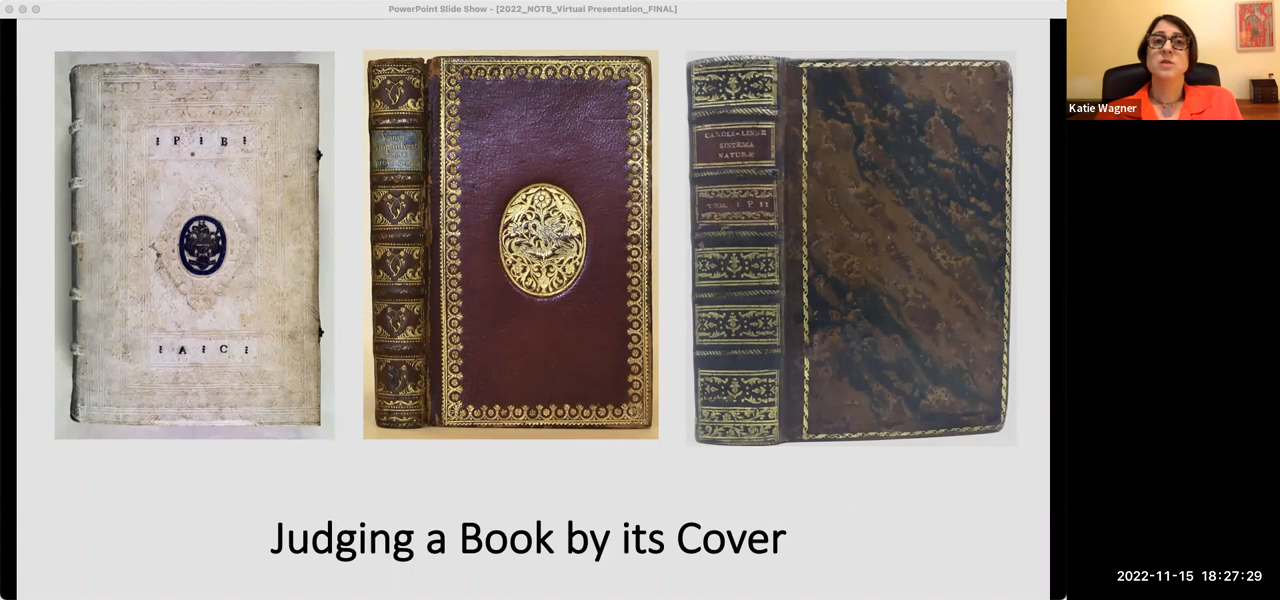 PowerPoint Slide Show - [2022_NOTB_Virtual Presentation_FINAL]
I P I B I
I A I C I
CAROLI-LINNE
SISTEMA
NATURÆ
TOM. I P II
Judging a Book by its Cover
Katie Wagner
2022-11-15 18:27:29